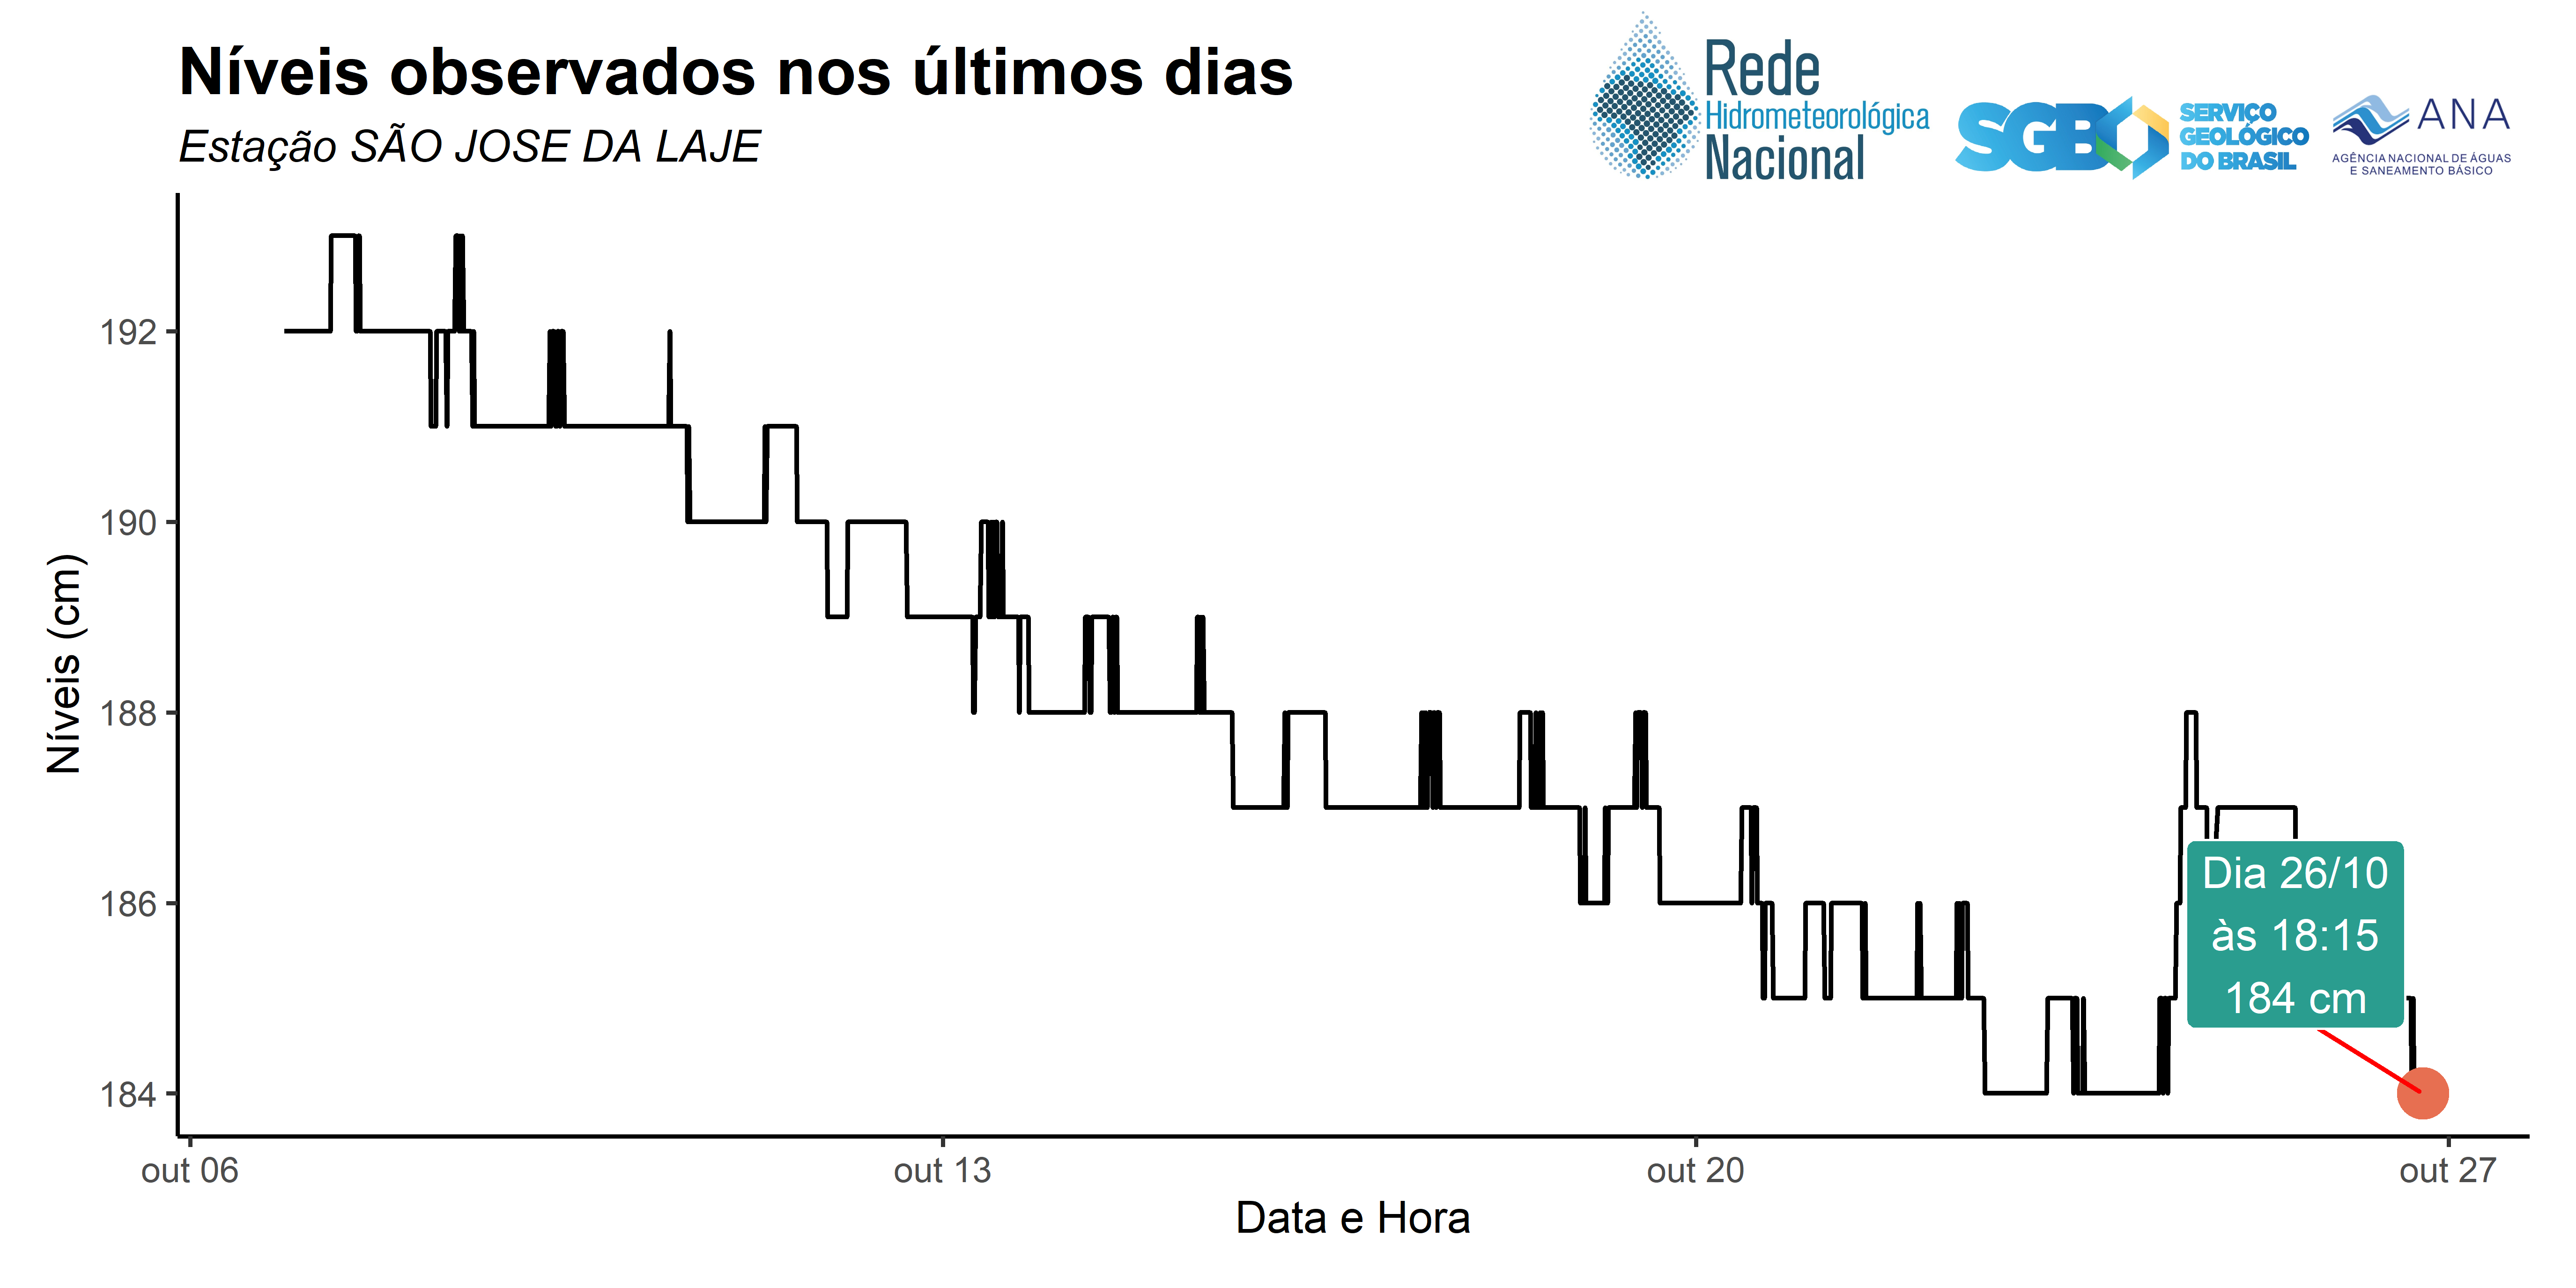 Níveis observados nos últimos dias
Estação SÃO JOSE DA LAJE
Rede
Hidrometeorológica
Nacional
SGB
SERVIÇO
GEOLÓGICO
DO BRASIL
ANA
AGÊNCIA NACIONAL DE ÁGUAS
E SANEAMENTO BÁSICO
Níveis (cm)
192
190
188
186
184
Dia 26/10
às 18:15
184 cm
out 06
out 13
out 20
out 27
Data e Hora